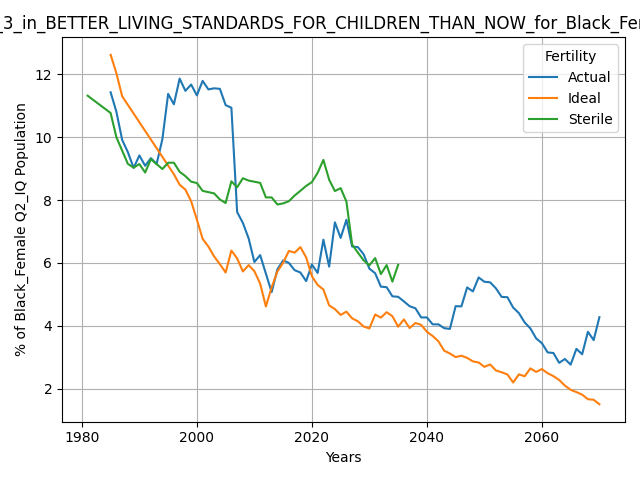 _3_in_BETTER_LIVING_STANDARDS_FOR_CHILDREN_THAN_NOW_for_Black_Fe
Fertility
Actual
Ideal
Sterile
% of Black_Female Q2_IQ Population
12
10
8
6
4
2
1980
2000
2020
2040
2060
Years